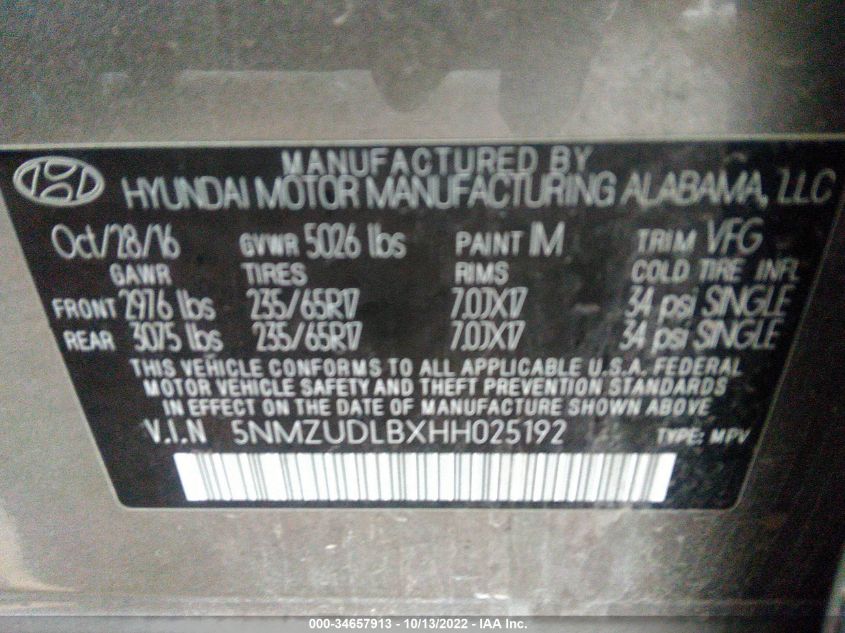 MANUFACTURED BY
HYUNDAI MOTOR MANUFACTURING ALABAMA, LLC
Oct/28/16 GVWR 5026 lbs PAINT M TRIM VFG
GAWR TIRES RIMS COLD TIRE INFL
FRONT 2976 lbs 235/65R17 7.0JX17 34 psi SINGLE
REAR 3075 lbs 235/65R17 7.0JX17 34 psi SINGLE
THIS VEHICLE CONFORMS TO ALL APPLICABLE U.S.A. FEDERAL
MOTOR VEHICLE SAFETY AND THEFT PREVENTION STANDARDS
IN EFFECT ON THE DATE OF MANUFACTURE SHOWN ABOVE
V.I.N 5NMZUDLBXHH025192 TYPE: MPV
000-34657913 - 10/13/2022 - IAA Inc.